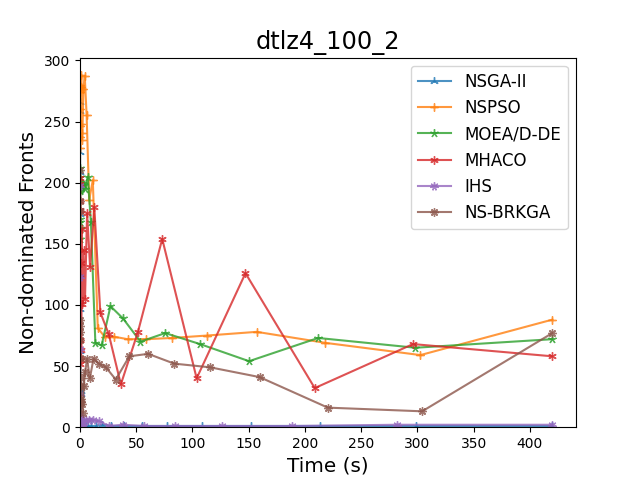 dtlz4_100_2
Non-dominated Fronts
300
250
200
150
100
50
0
0 50 100 150 200 250 300 350 400
Time (s)
NSGA-II
NSPSO
MOEA/D-DE
MHACO
IHS
NS-BRKGA